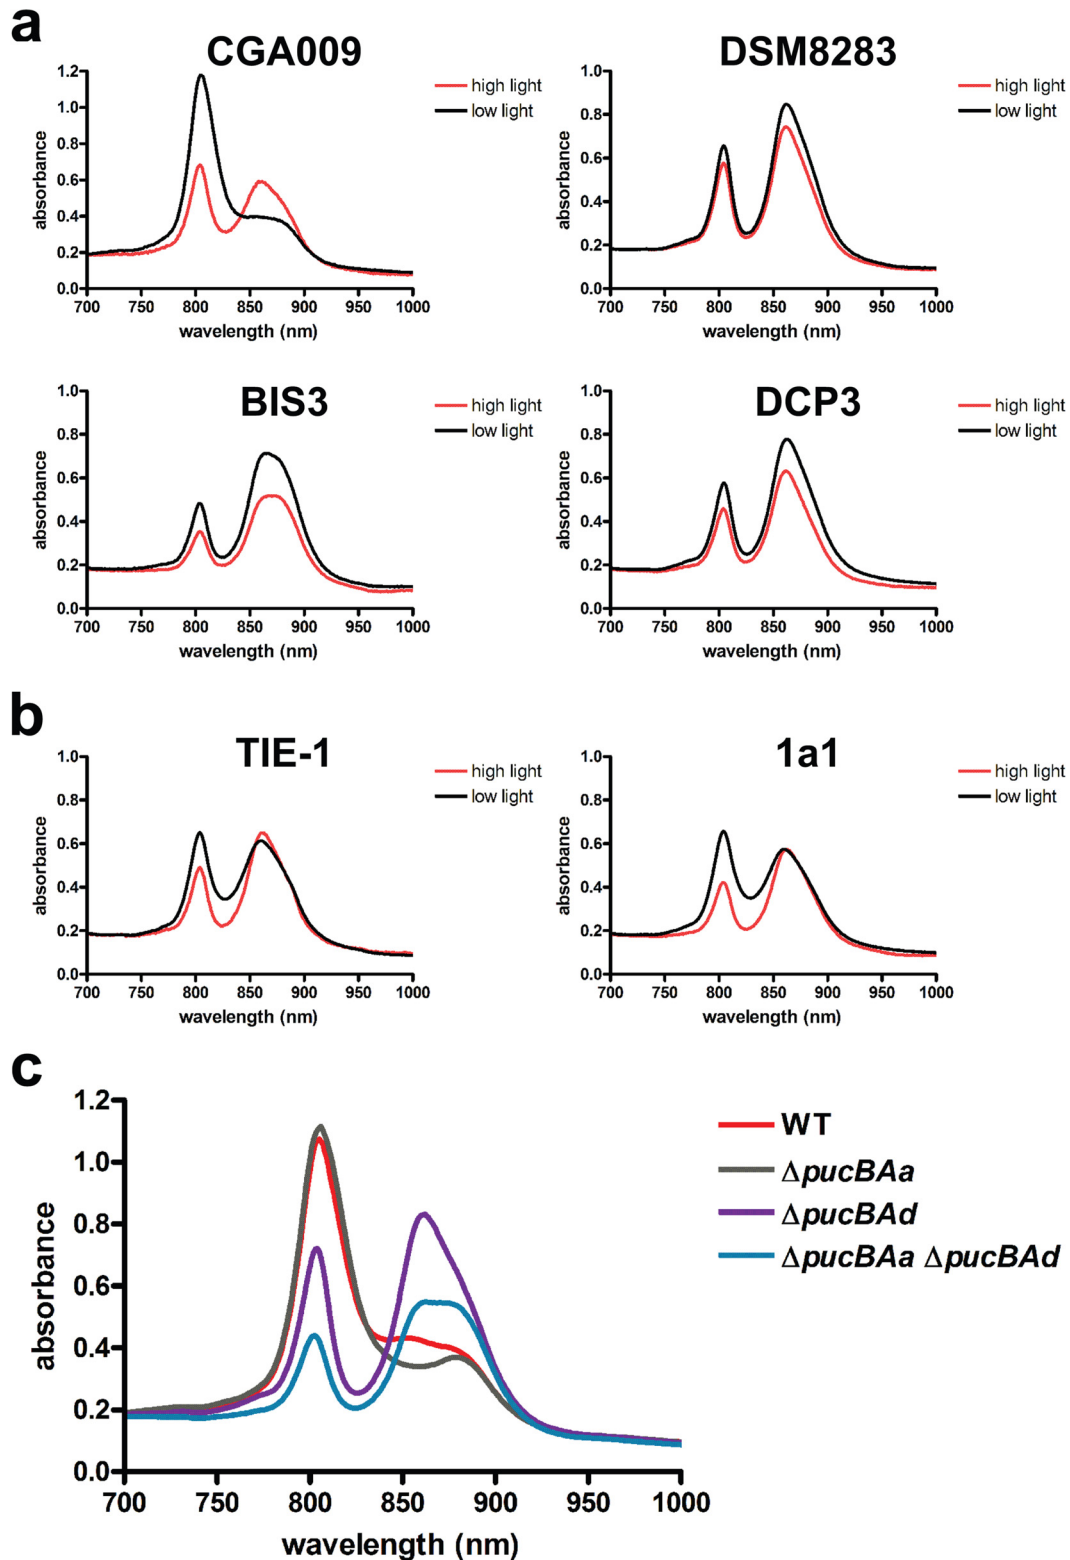 a
CGA009
1.2
1.0
0.8
0.6
0.4
0.2
0.0
absorbance
700 750 800 850 900 950 1000
wavelength (nm)
high light
low light
DSM8283
1.0
0.8
0.6
0.4
0.2
0.0
absorbance
700 750 800 850 900 950 1000
wavelength (nm)
high light
low light
BIS3
1.0
0.8
0.6
0.4
0.2
0.0
absorbance
700 750 800 850 900 950 1000
wavelength (nm)
high light
low light
DCP3
1.0
0.8
0.6
0.4
0.2
0.0
absorbance
700 750 800 850 900 950 1000
wavelength (nm)
high light
low light
b
TIE-1
1.0
0.8
0.6
0.4
0.2
0.0
absorbance
700 750 800 850 900 950 1000
wavelength (nm)
high light
low light
1a1
1.0
0.8
0.6
0.4
0.2
0.0
absorbance
700 750 800 850 900 950 1000
wavelength (nm)
high light
low light
c
1.2
1.0
0.8
0.6
0.4
0.2
0.0
absorbance
700 750 800 850 900 950 1000
wavelength (nm)
WT
ΔpucBAa
ΔpucBAd
ΔpucBAa ΔpucBAd